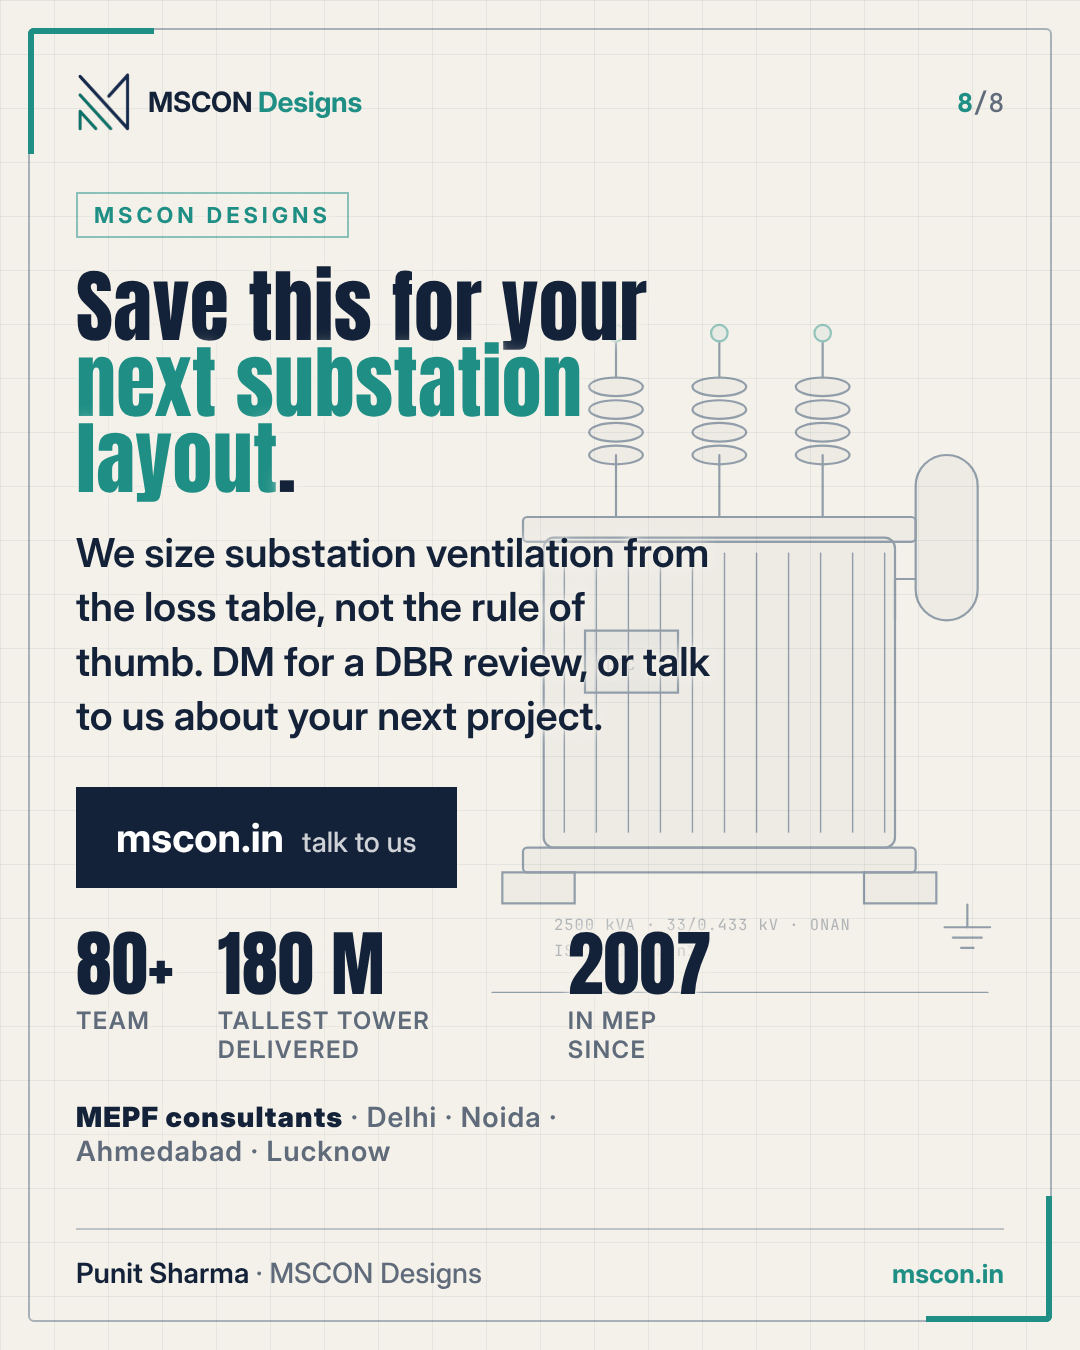 MSCON Designs
8/8
MSCON DESIGNS
Save this for your
next substation
layout.
We size substation ventilation from
the loss table, not the rule of
thumb. DM for a DBR review, or talk
to us about your next project.
mscon.in talk to us
2500 kVA · 33/0.433 kV · ONAN
80+ 180 M 2007
TEAM TALLEST TOWER IN MEP
DELIVERED SINCE
MEPF consultants · Delhi · Noida ·
Ahmedabad · Lucknow
Punit Sharma · MSCON Designs
mscon.in